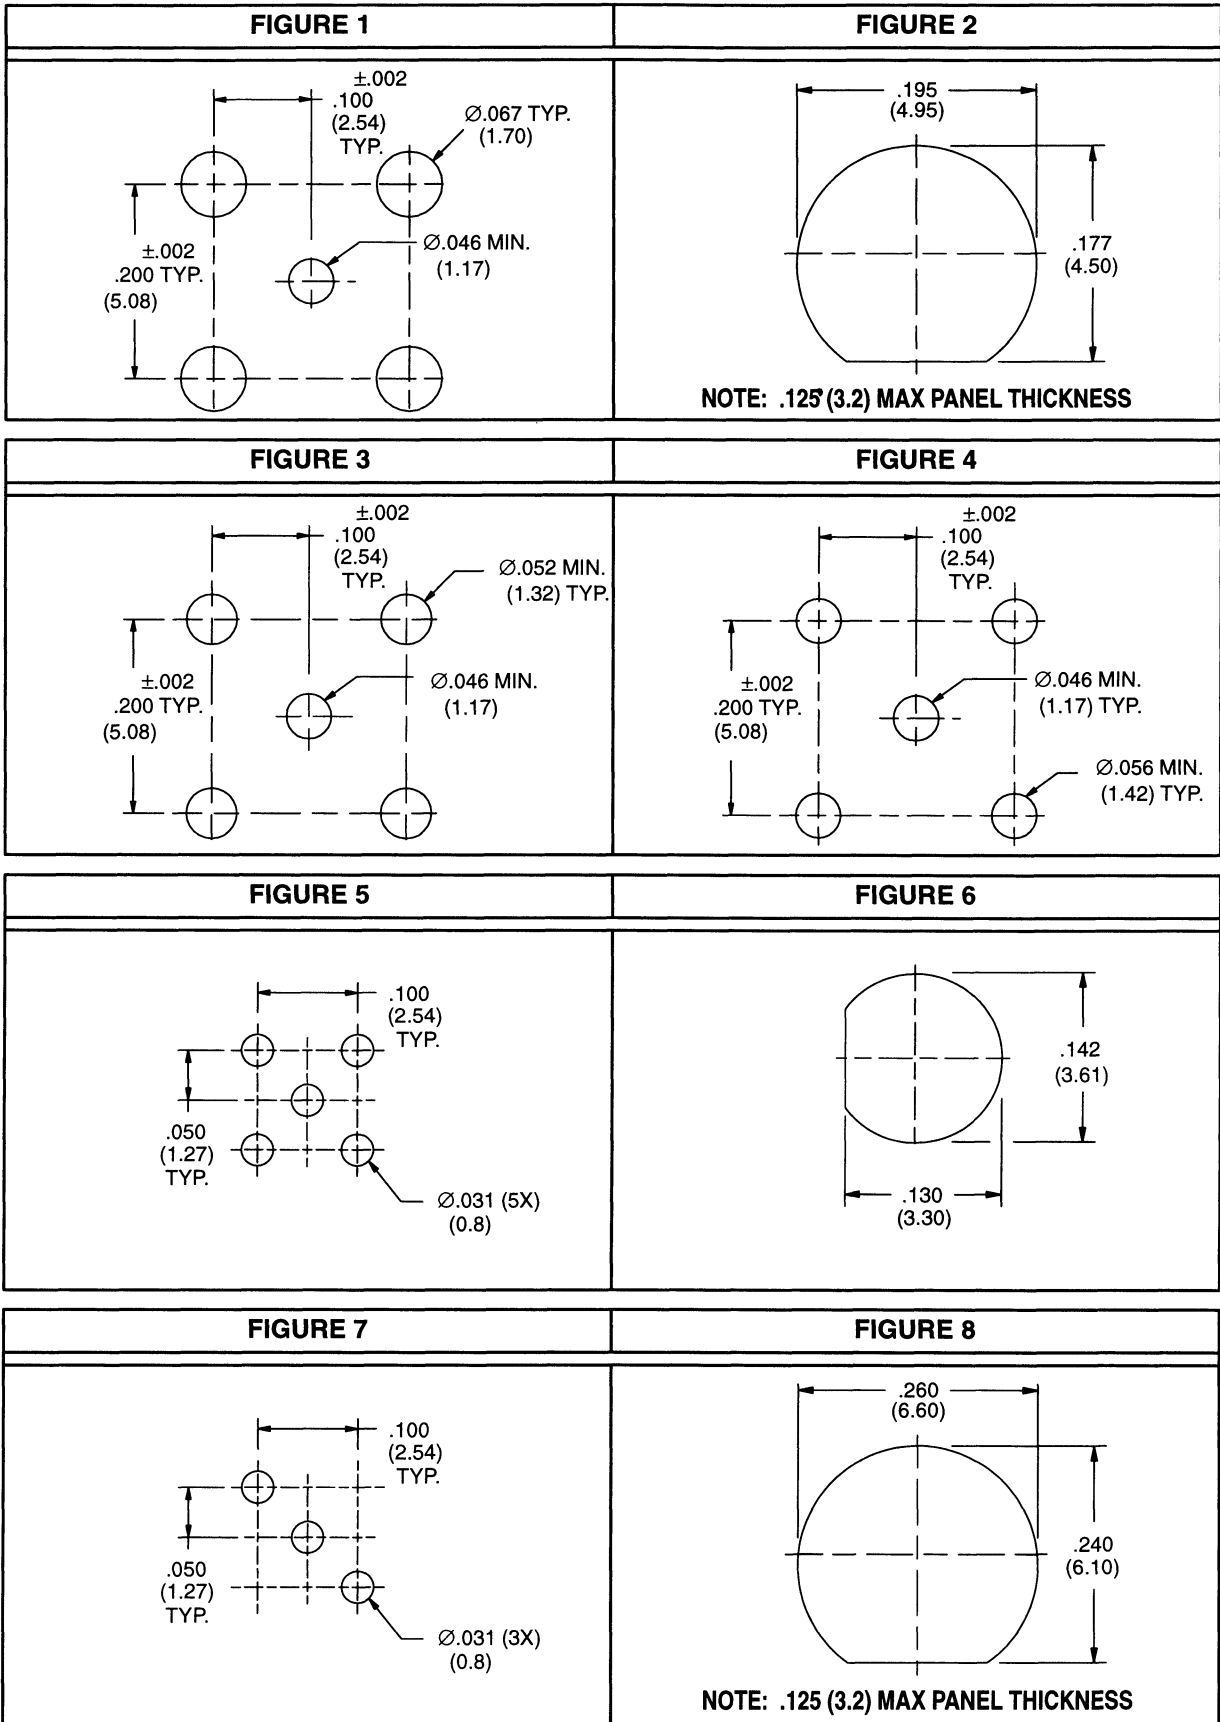 FIGURE 1
±.002
.100
(2.54)
TYP.
Ø.067 TYP.
(1.70)
±.002
.200 TYP.
(5.08)
Ø.046 MIN.
(1.17)
FIGURE 2
.195
(4.95)
.177
(4.50)
NOTE: .125 (3.2) MAX PANEL THICKNESS
FIGURE 3
±.002
.100
(2.54)
TYP.
Ø.052 MIN.
(1.32) TYP.
±.002
.200 TYP.
(5.08)
Ø.046 MIN.
(1.17)
FIGURE 4
±.002
.100
(2.54)
TYP.
±.002
.200 TYP.
(5.08)
Ø.046 MIN.
(1.17) TYP.
Ø.056 MIN.
(1.42) TYP.
FIGURE 5
.100
(2.54)
TYP.
.050
(1.27)
TYP.
Ø.031 (5X)
(0.8)
FIGURE 6
.142
(3.61)
.130
(3.30)
FIGURE 7
.100
(2.54)
TYP.
.050
(1.27)
TYP.
Ø.031 (3X)
(0.8)
FIGURE 8
.260
(6.60)
.240
(6.10)
NOTE: .125 (3.2) MAX PANEL THICKNESS